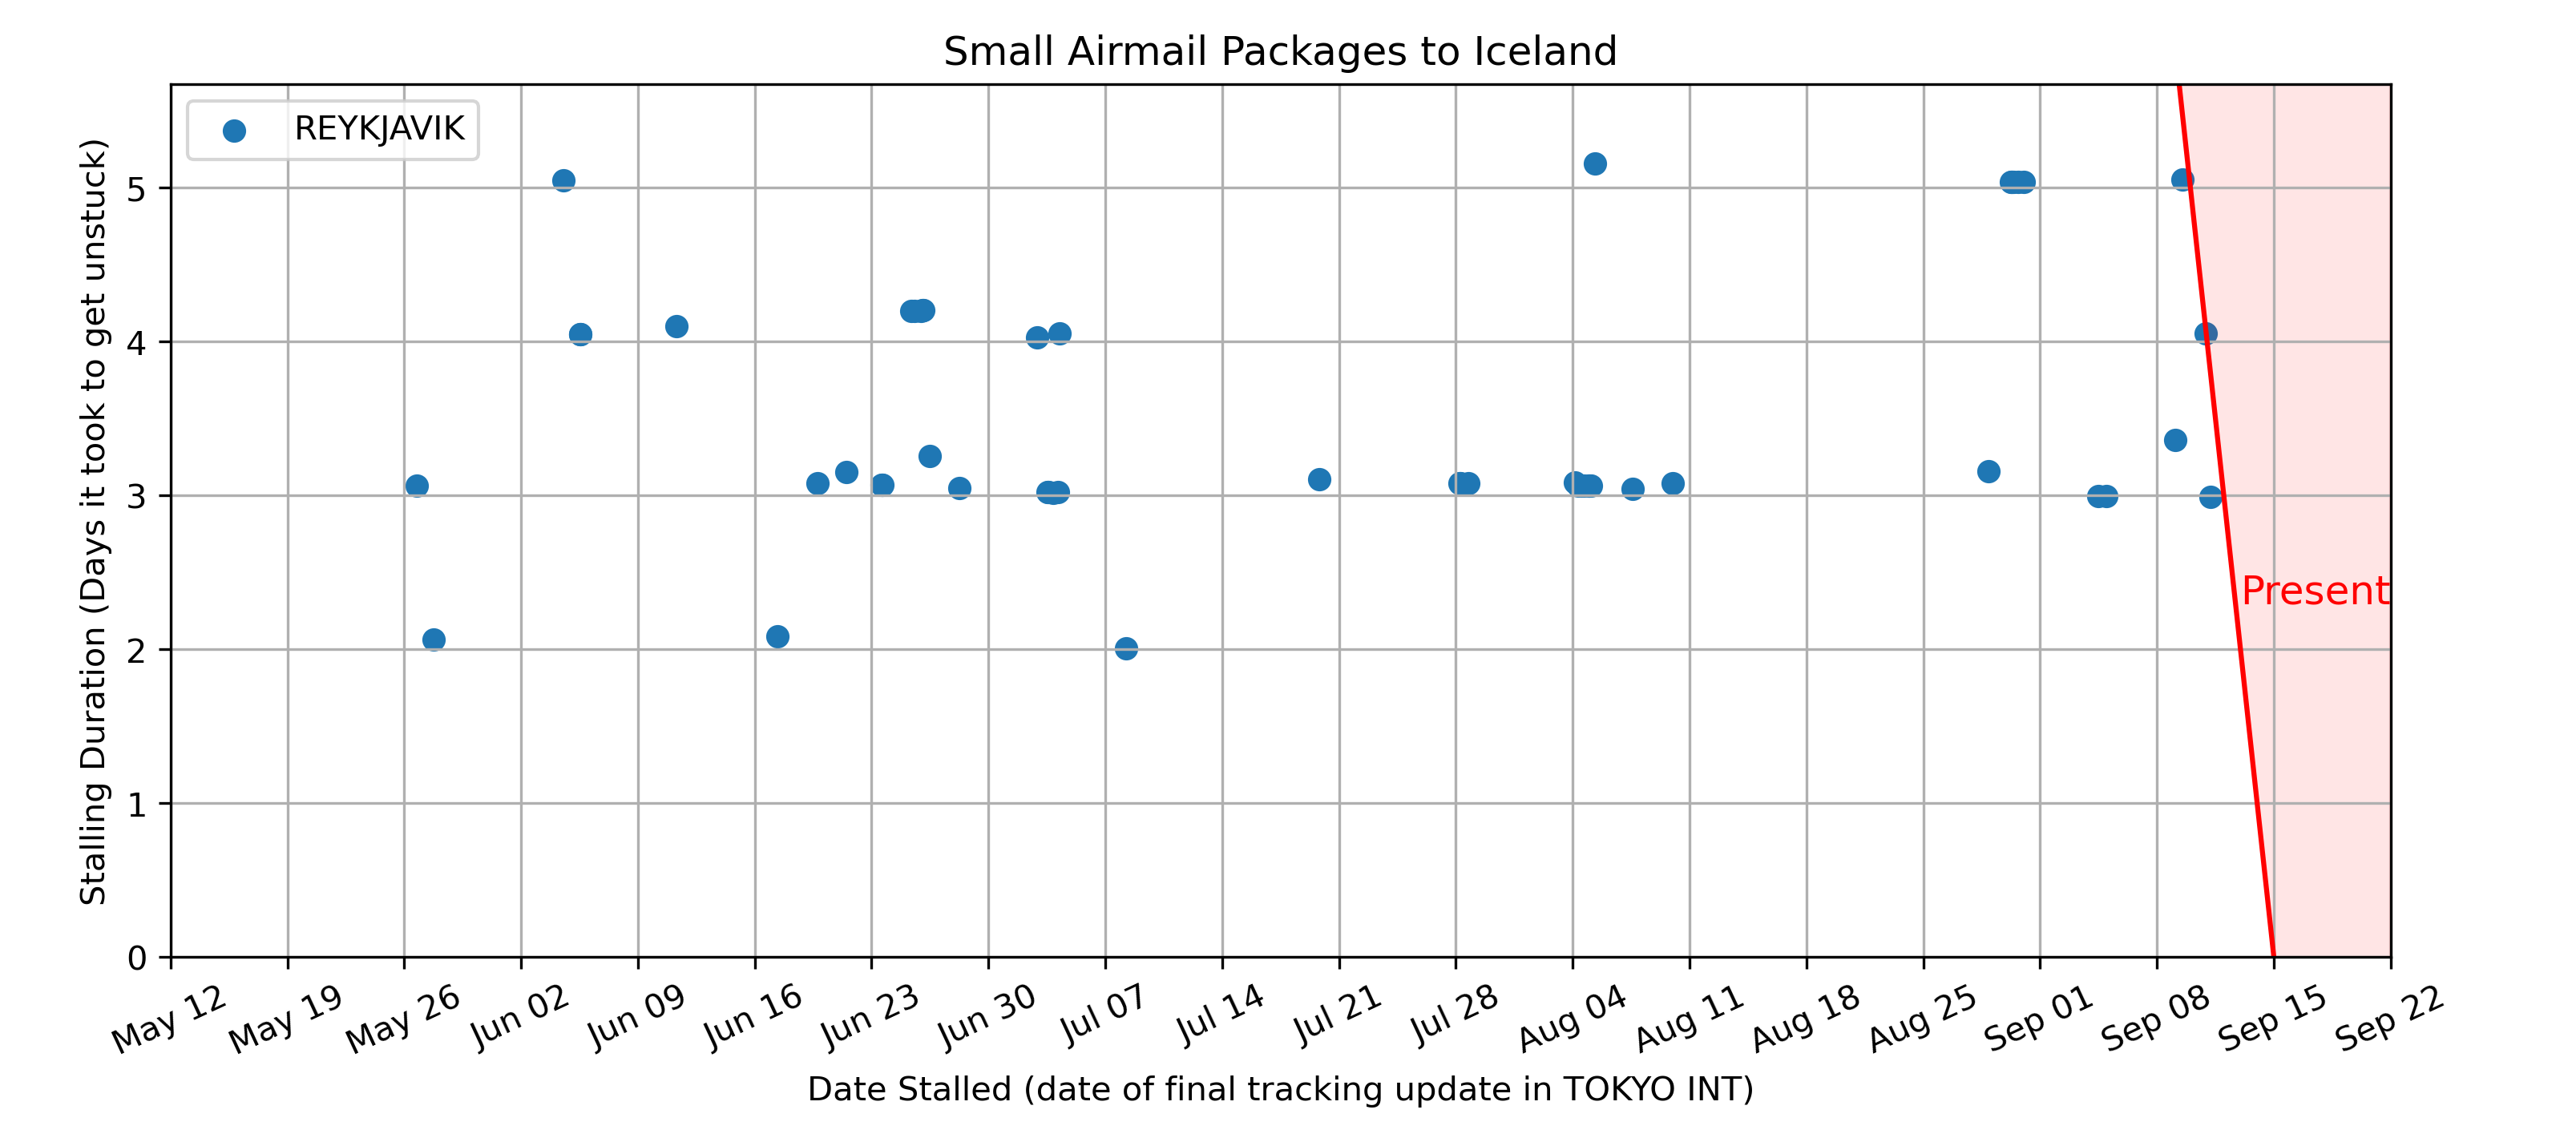 Small Airmail Packages to Iceland
REYKJAVIK
Stalling Duration (Days it took to get unstuck)
5
4
3
2
1
0
Present
May 12
May 19
May 26
Jun 02
Jun 09
Jun 16
Jun 23
Jun 30
Jul 07
Jul 14
Jul 21
Jul 28
Aug 04
Aug 11
Aug 18
Aug 25
Sep 01
Sep 08
Sep 15
Sep 22
Date Stalled (date of final tracking update in TOKYO INT)